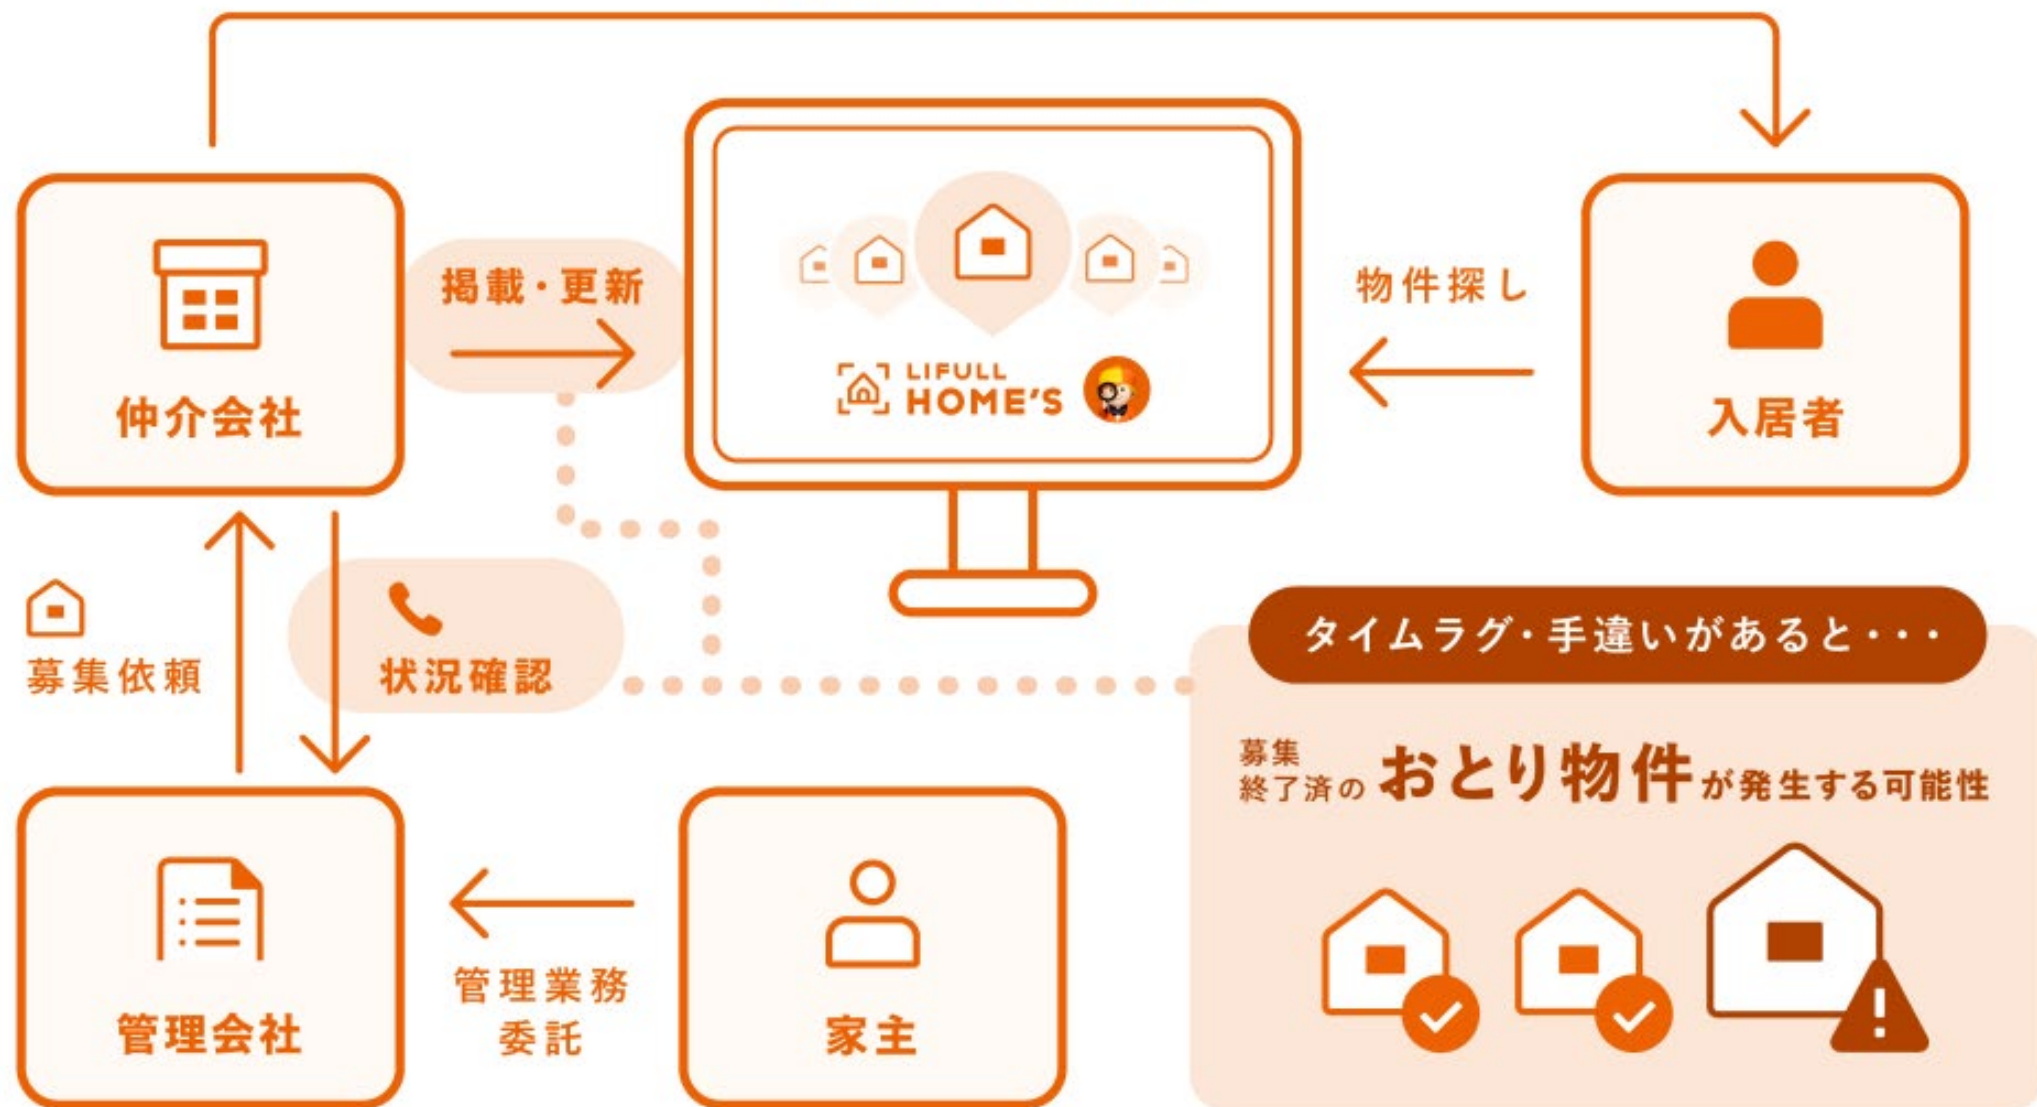 掲載・更新
物件探し
LIFULL
HOME'S
仲介会社
入居者
募集依頼
状況確認
タイムラグ・手違いがあると・・・
募集
終了済の おとり物件が発生する可能性
管理業務
委託
管理会社
家主